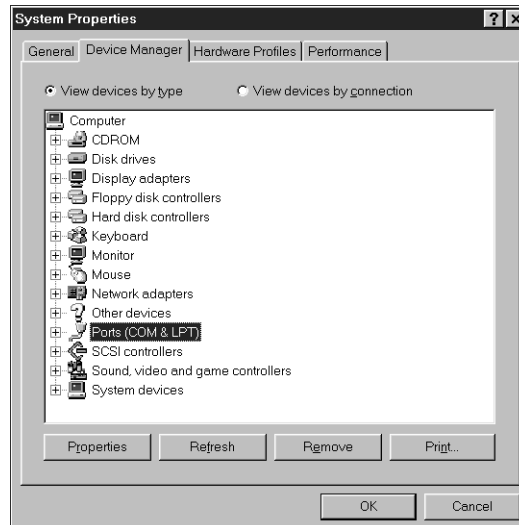 System Properties
General Device Manager Hardware Profiles Performance
View devices by type View devices by connection
Computer
CDROM
Disk drives
Display adapters
Floppy disk controllers
Hard disk controllers
Keyboard
Monitor
Mouse
Network adapters
Other devices
Ports (COM & LPT)
SCSI controllers
Sound, video and game controllers
System devices
Properties Refresh Remove Print...
OK Cancel